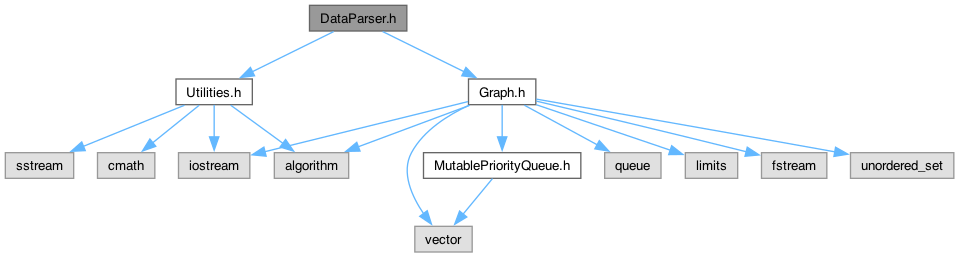 DataParser.h
Utilities.h
Graph.h
sstream
cmath
iostream
algorithm
MutablePriorityQueue.h
queue
limits
fstream
unordered_set
vector